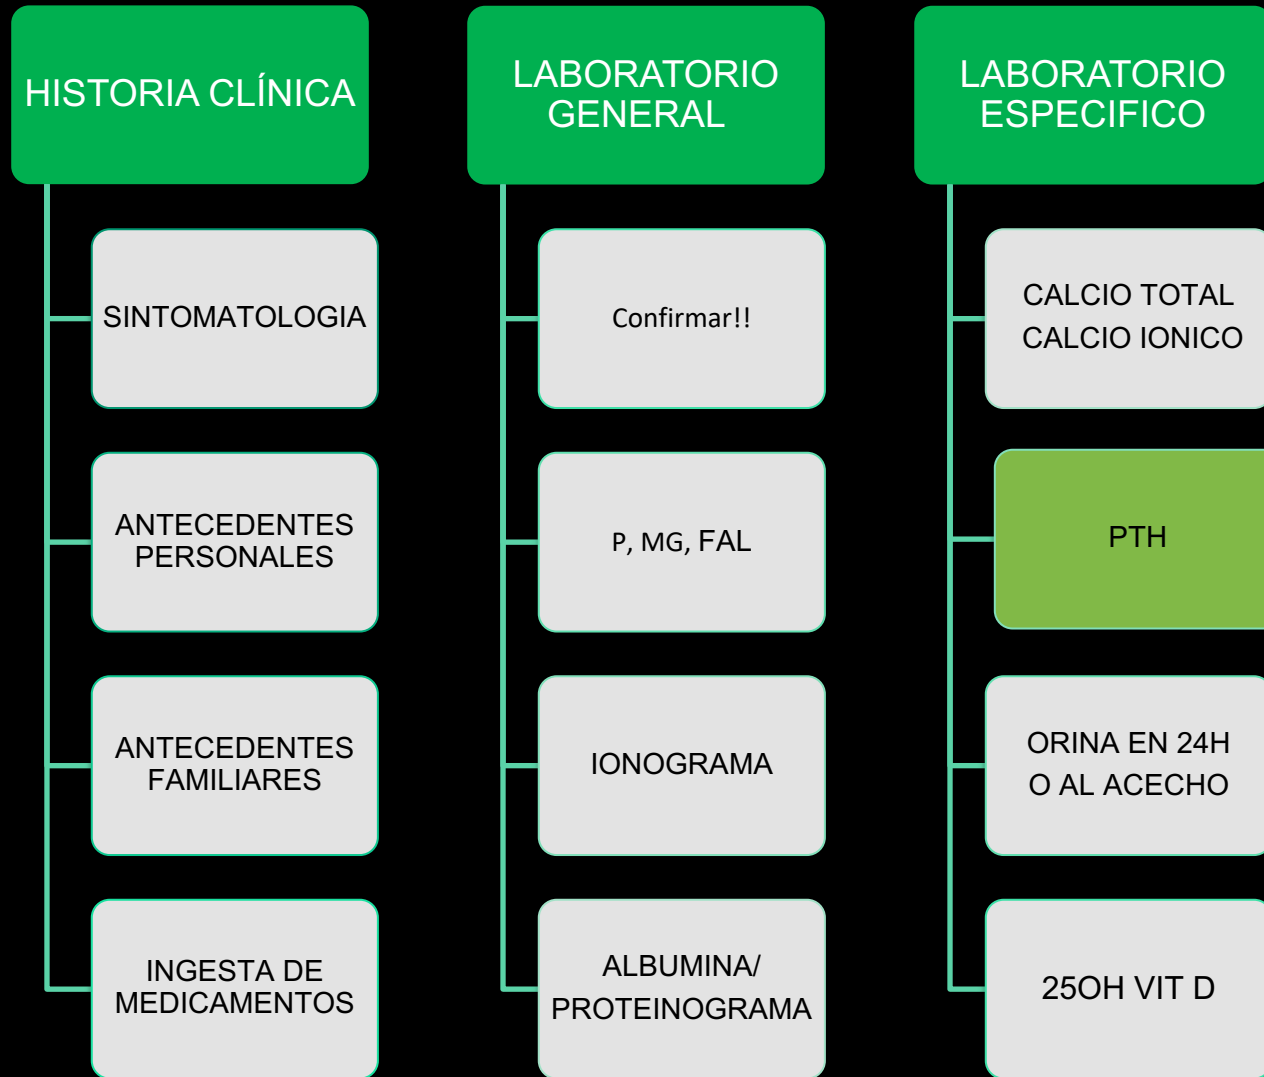 HISTORIA CLÍNICA
SINTOMATOLOGIA
ANTECEDENTES
PERSONALES
ANTECEDENTES
FAMILIARES
INGESTA DE
MEDICAMENTOS
LABORATORIO
GENERAL
Confirmar!!
P, MG, FAL
IONOGRAMA
ALBUMINA/
PROTEINOGRAMA
LABORATORIO
ESPECIFICO
CALCIO TOTAL
CALCIO IONICO
PTH
ORINA EN 24H
O AL ACECHO
25OH VIT D